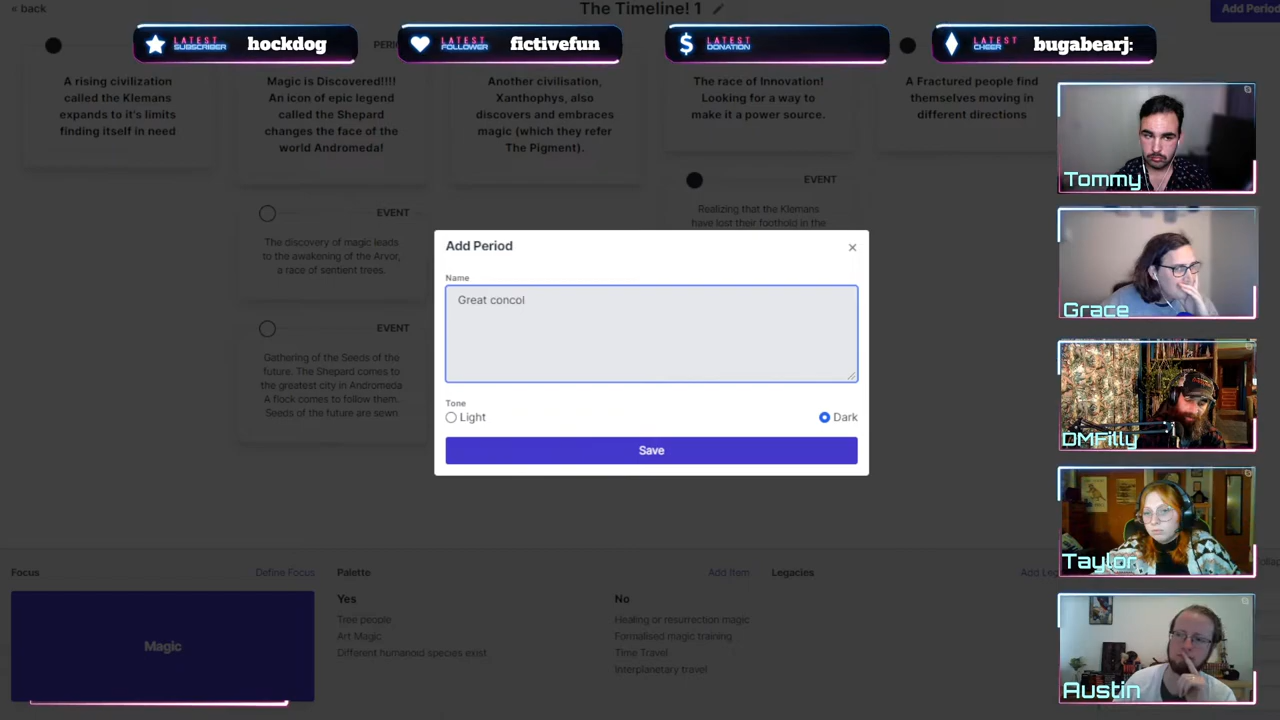 « back
The Timeline! 1
Add Period
LATEST SUBSCRIBER
hockdog
LATEST FOLLOWER
fictivefun
LATEST DONATION
LATEST CHEER
bugabearj:
A rising civilization
called the Klemans
expands to it's limits
finding itself in need
Magic is Discovered!!!!
An icon of epic legend
called the Shepard
changes the face of the
world Andromeda!
Another civilisation,
Xanthophys, also
discovers and embraces
magic (which they refer
The Pigment).
The race of Innovation!
Looking for a way to
make it a power source.
A Fractured people find
themselves moving in
different directions
EVENT
The discovery of magic leads
to the awakening of the Arvor,
a race of sentient trees.
EVENT
Gathering of the Seeds of the
future. The Shepard comes to
the greatest city in Andromeda
A flock comes to follow them.
Seeds of the future are sewn
EVENT
Realizing that the Klemans
have lost their foothold in the
Add Period
×
Name
Great concol
Tone
Light
Dark
Save
Focus
Define Focus
Magic
Palette
Add Item
Yes
Tree people
Art Magic
Different humanoid species exist
No
Healing or resurrection magic
Formalised magic training
Time Travel
Interplanetary travel
Legacies
Tommy
Grace
DMFilly
Taylor
Austin